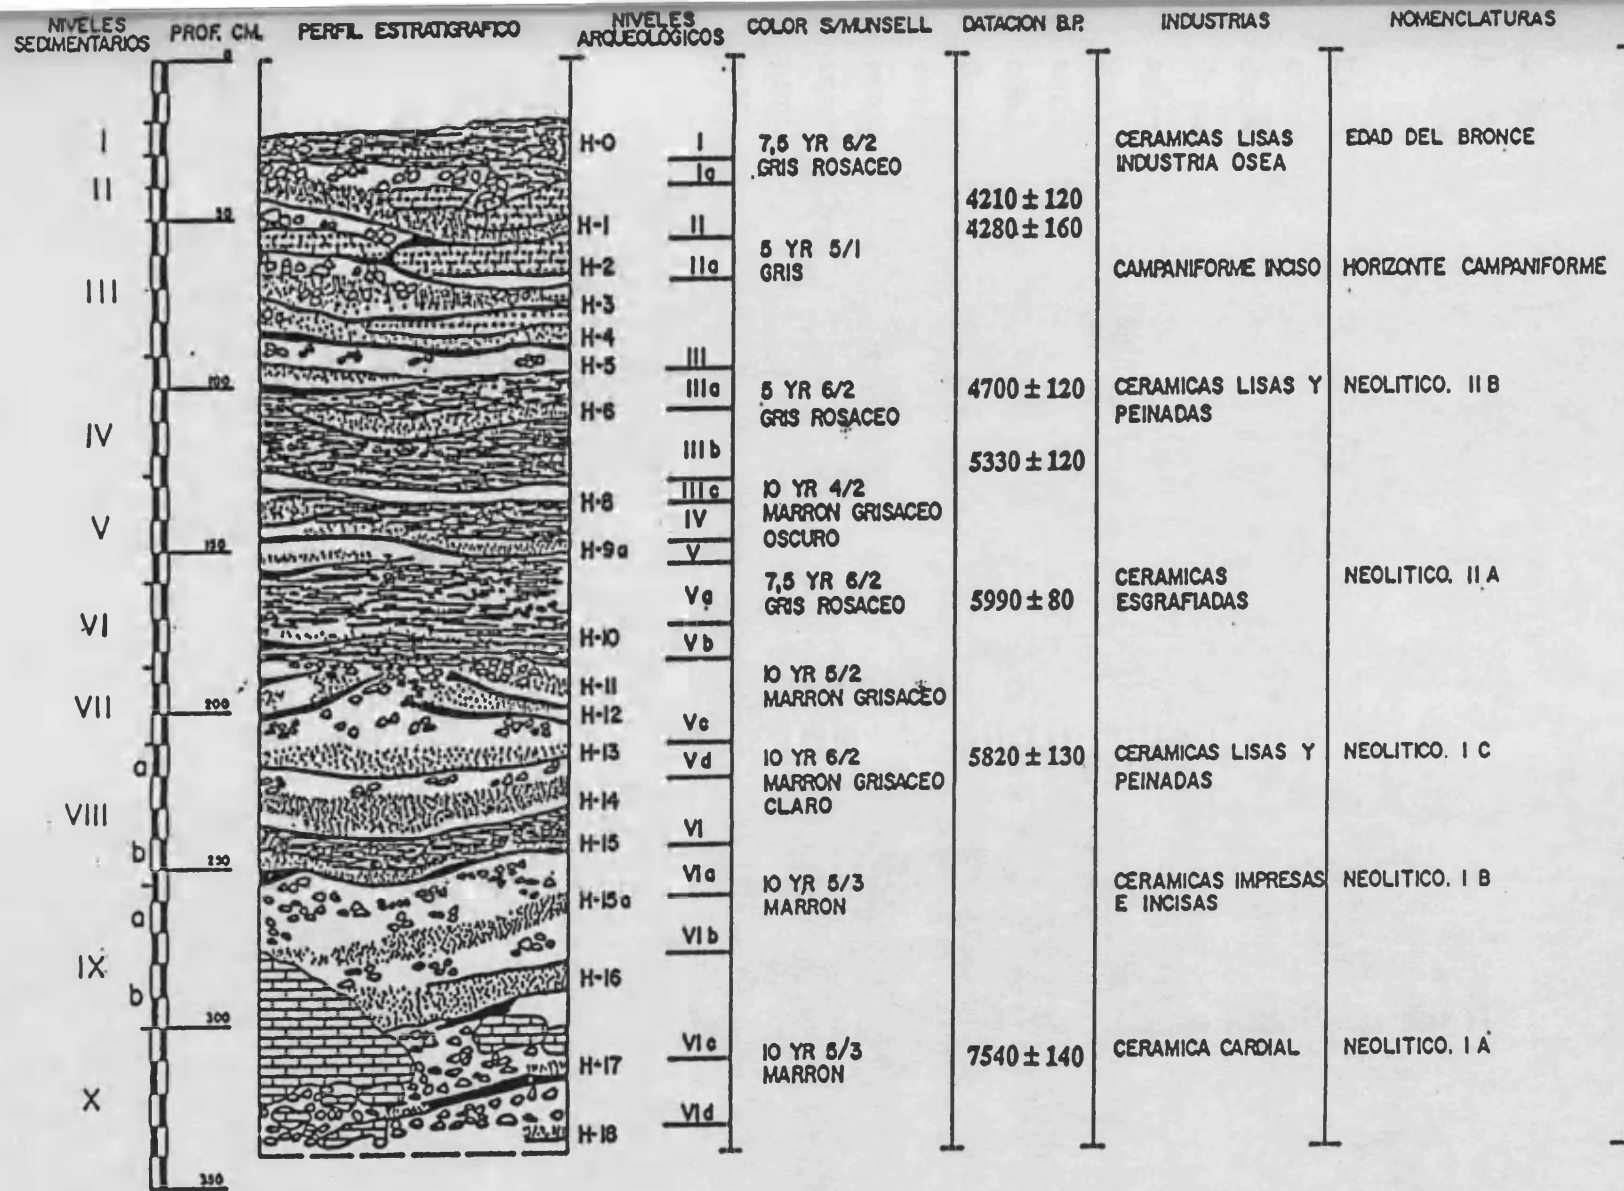 NIVELES SEDIMENTARIOS
PROF. CM.
PERFIL ESTRATIGRAFICO
NIVELES ARQUEOLOGICOS
COLOR S/MUNSELL
DATACION B.P.
INDUSTRIAS
NOMENCLATURAS
I
II
III
IV
V
VI
VII
a
VIII
b
a
IX
b
X
0
50
100
150
200
250
300
350
H-0
H-1
H-2
H-3
H-4
H-5
H-6
H-8
H-9a
H-10
H-11
H-12
H-13
H-14
H-15
H-15a
H-16
H-17
H-18
I
Ia
II
IIa
III
IIIa
IIIb
IIIc
IV
V
Va
Vb
Vc
Vd
VI
VIa
VIb
VIc
VId
7,5 YR 6/2
GRIS ROSACEO
5 YR 5/1
GRIS
5 YR 6/2
GRIS ROSACEO
10 YR 4/2
MARRON GRISACEO
OSCURO
7,5 YR 6/2
GRIS ROSACEO
10 YR 5/2
MARRON GRISACEO
10 YR 6/2
MARRON GRISACEO
CLARO
10 YR 5/3
MARRON
10 YR 5/3
MARRON
4210 ± 120
4280 ± 160
4700 ± 120
5330 ± 120
5990 ± 80
5820 ± 130
7540 ± 140
CERAMICAS LISAS
INDUSTRIA OSEA
CAMPANIFORME INCISO
CERAMICAS LISAS Y
PEINADAS
CERAMICAS
ESGRAFIADAS
CERAMICAS LISAS Y
PEINADAS
CERAMICAS IMPRESAS
E INCISAS
CERAMICA CARDIAL
EDAD DEL BRONCE
HORIZONTE CAMPANIFORME
NEOLITICO. II B
NEOLITICO. II A
NEOLITICO. I C
NEOLITICO. I B
NEOLITICO. I A